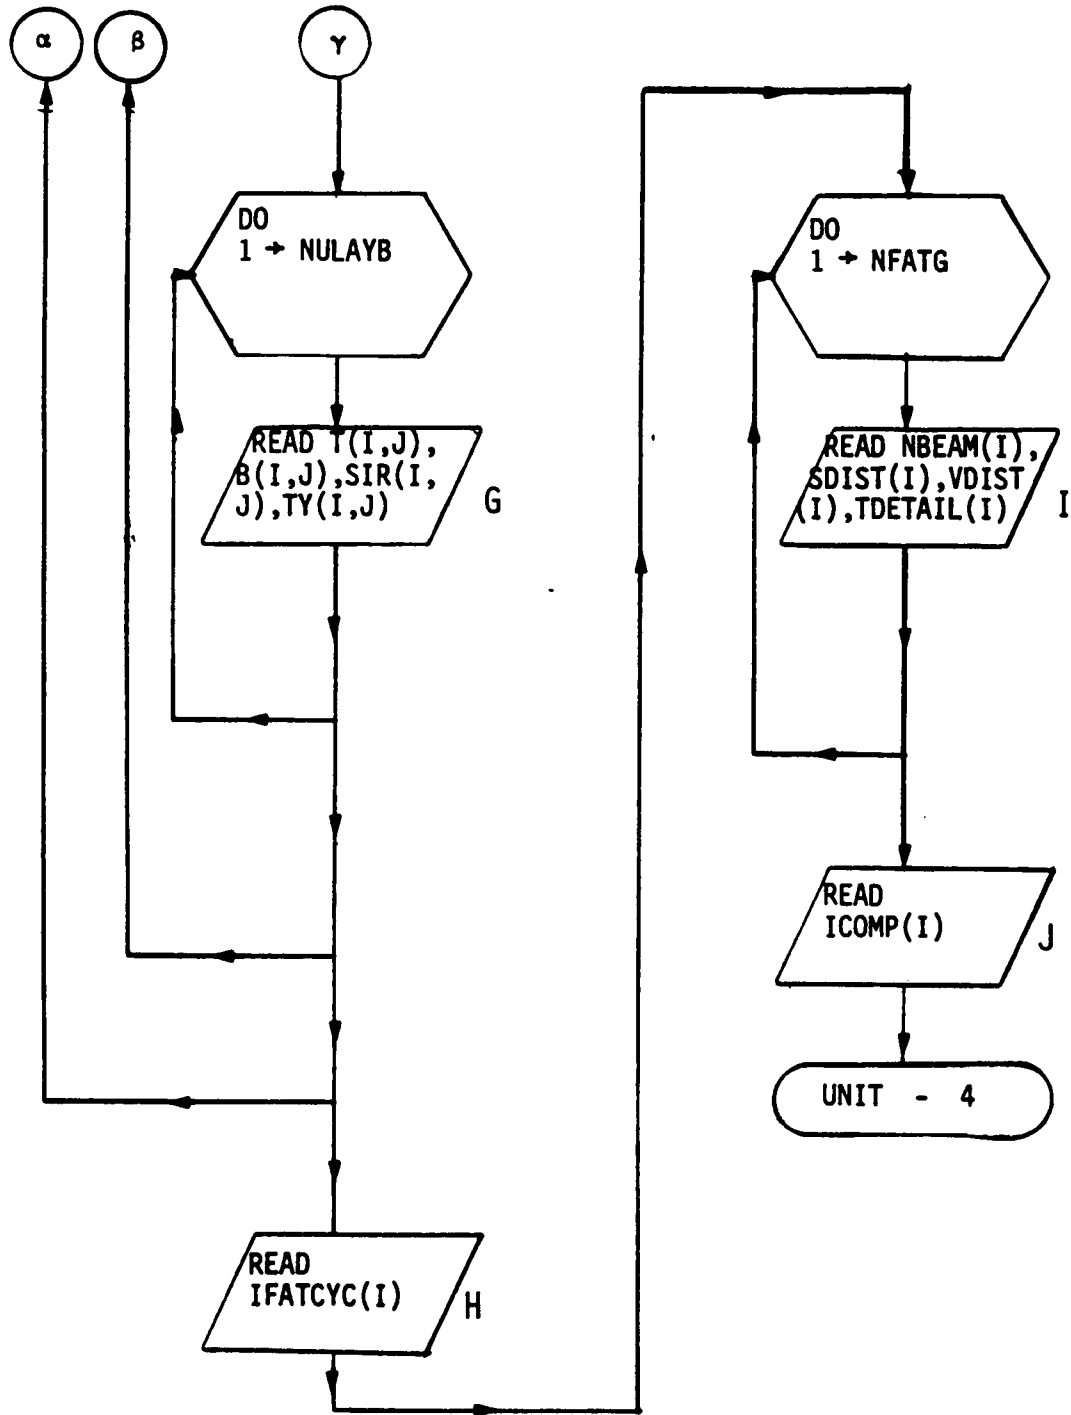 α
β
γ
DO
1 → NULAYB
READ T(I,J),
B(I,J),SIR(I,
J),TY(I,J)
G
READ
IFATCYC(I)
H
DO
1 → NFATG
READ NBEAM(I),
SDIST(I),VDIST
(I),TDETAIL(I)
I
READ
ICOMP(I)
J
UNIT - 4